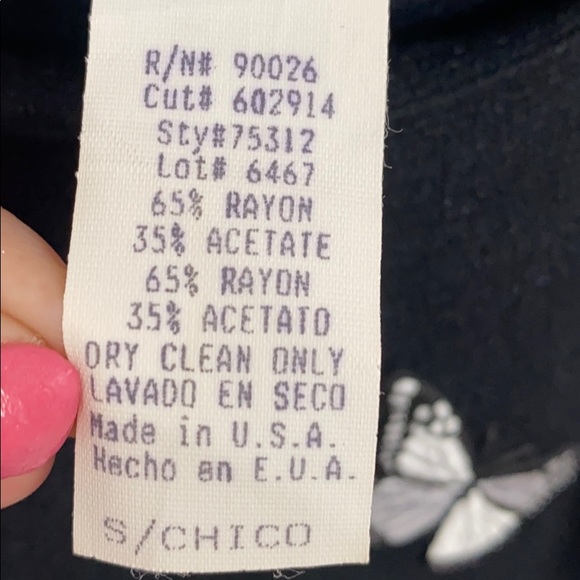 R/N# 90026
Cut# 602914
Sty#75312
Lot# 6467
65% RAYON
35% ACETATE
65% RAYON
35% ACETATO
DRY CLEAN ONLY
LAVADO EN SECO
Made in U.S.A.
Hecho en E.U.A.
S/CHICO